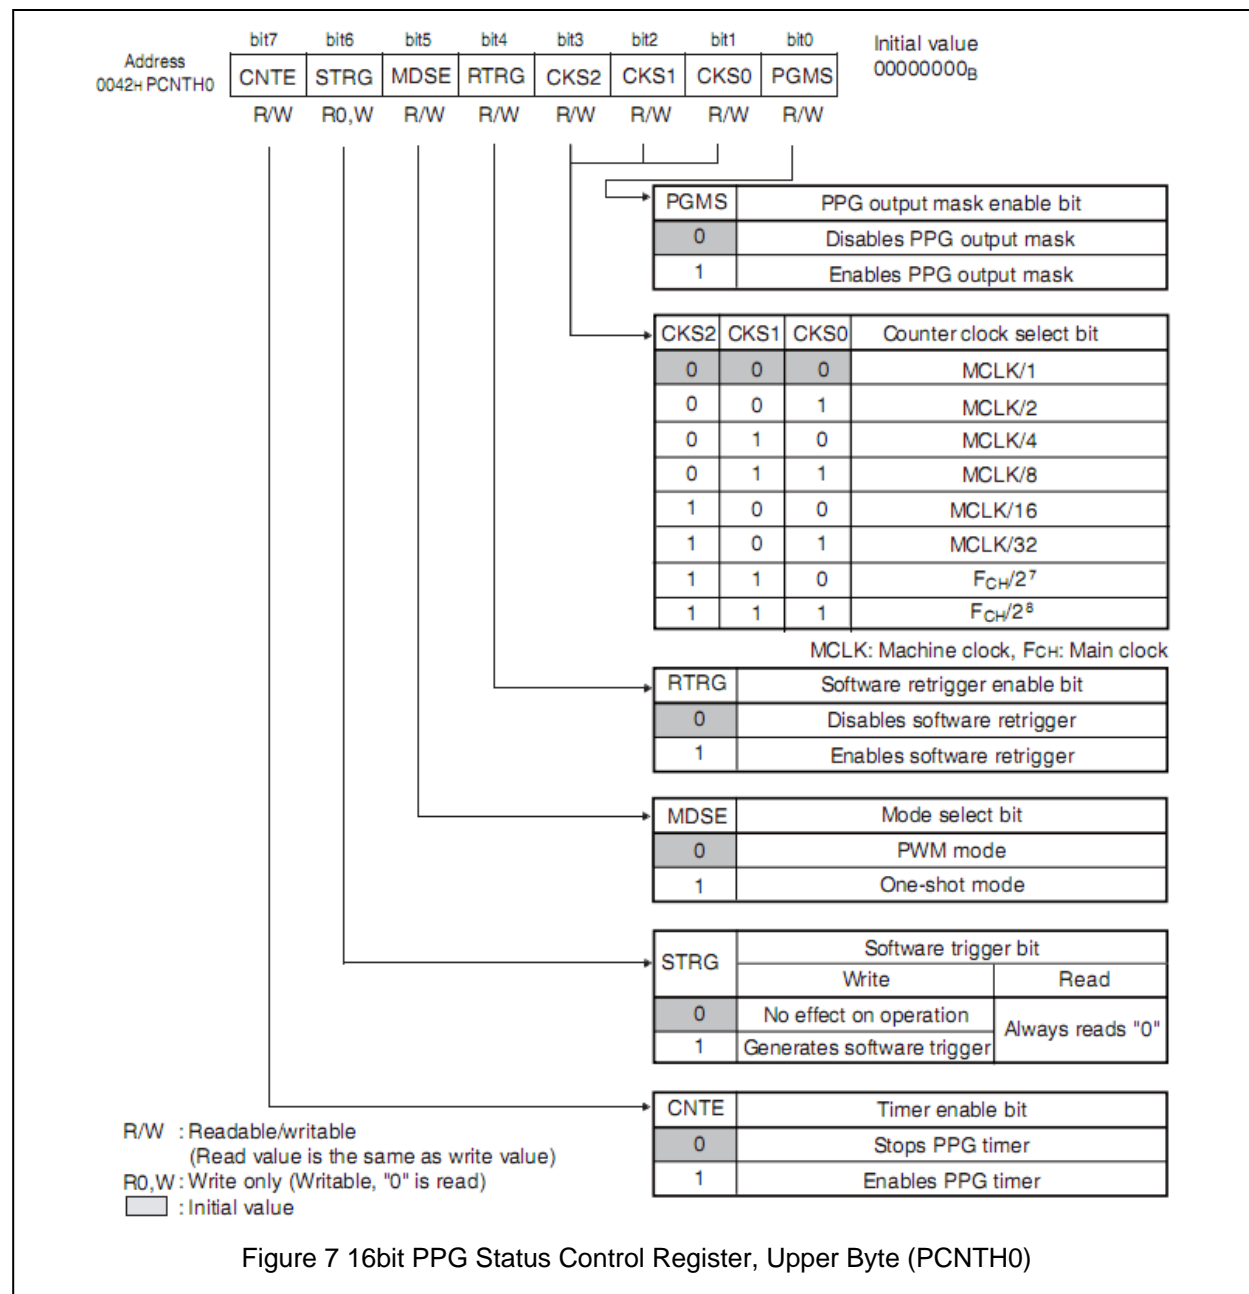 bit7 bit6 bit5 bit4 bit3 bit2 bit1 bit0 Initial value
Address
0042H PCNTH0 CNTE STRG MDSE RTRG CKS2 CKS1 CKS0 PGMS 00000000B
R/W R0,W R/W R/W R/W R/W R/W R/W
PGMS PPG output mask enable bit
0 Disables PPG output mask
1 Enables PPG output mask
CKS2 CKS1 CKS0 Counter clock select bit
0 0 0 MCLK/1
0 0 1 MCLK/2
0 1 0 MCLK/4
0 1 1 MCLK/8
1 0 0 MCLK/16
1 0 1 MCLK/32
1 1 0 FCH/2⁷
1 1 1 FCH/2⁸
MCLK: Machine clock, FCH: Main clock
RTRG Software retrigger enable bit
0 Disables software retrigger
1 Enables software retrigger
MDSE Mode select bit
0 PWM mode
1 One-shot mode
STRG Software trigger bit
Write Read
0 No effect on operation Always reads "0"
1 Generates software trigger
CNTE Timer enable bit
0 Stops PPG timer
1 Enables PPG timer
R/W : Readable/writable
(Read value is the same as write value)
R0,W : Write only (Writable, "0" is read)
: Initial value
Figure 7 16bit PPG Status Control Register, Upper Byte (PCNTH0)